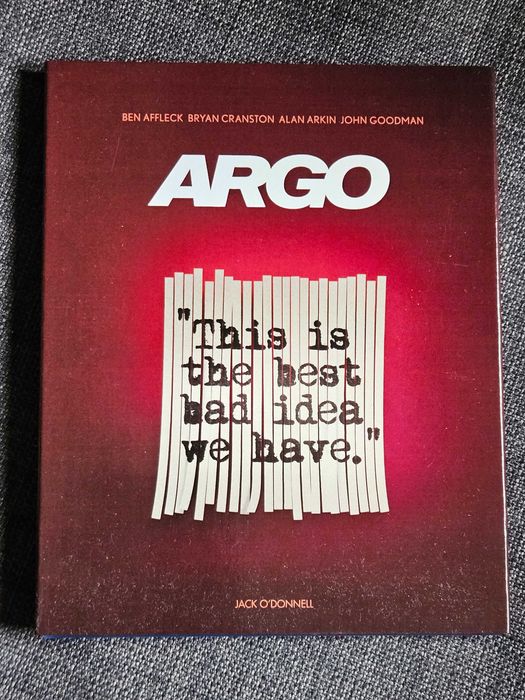 BEN AFFLECK BRYAN CRANSTON ALAN ARKIN JOHN GOODMAN
ARGO
"This is
the best
bad idea
we have."
JACK O'DONNELL